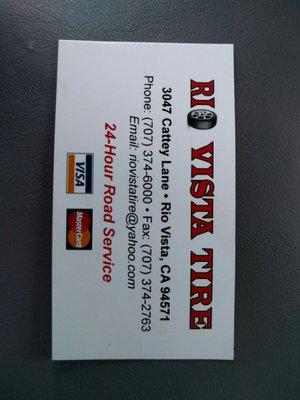 RIO VISTA TIRE
3047 Cattey Lane • Rio Vista, CA 94571
Phone: (707) 374-6000 • Fax: (707) 374-2763
Email: riovistatire@yahoo.com
24-Hour Road Service
VISA
MasterCard